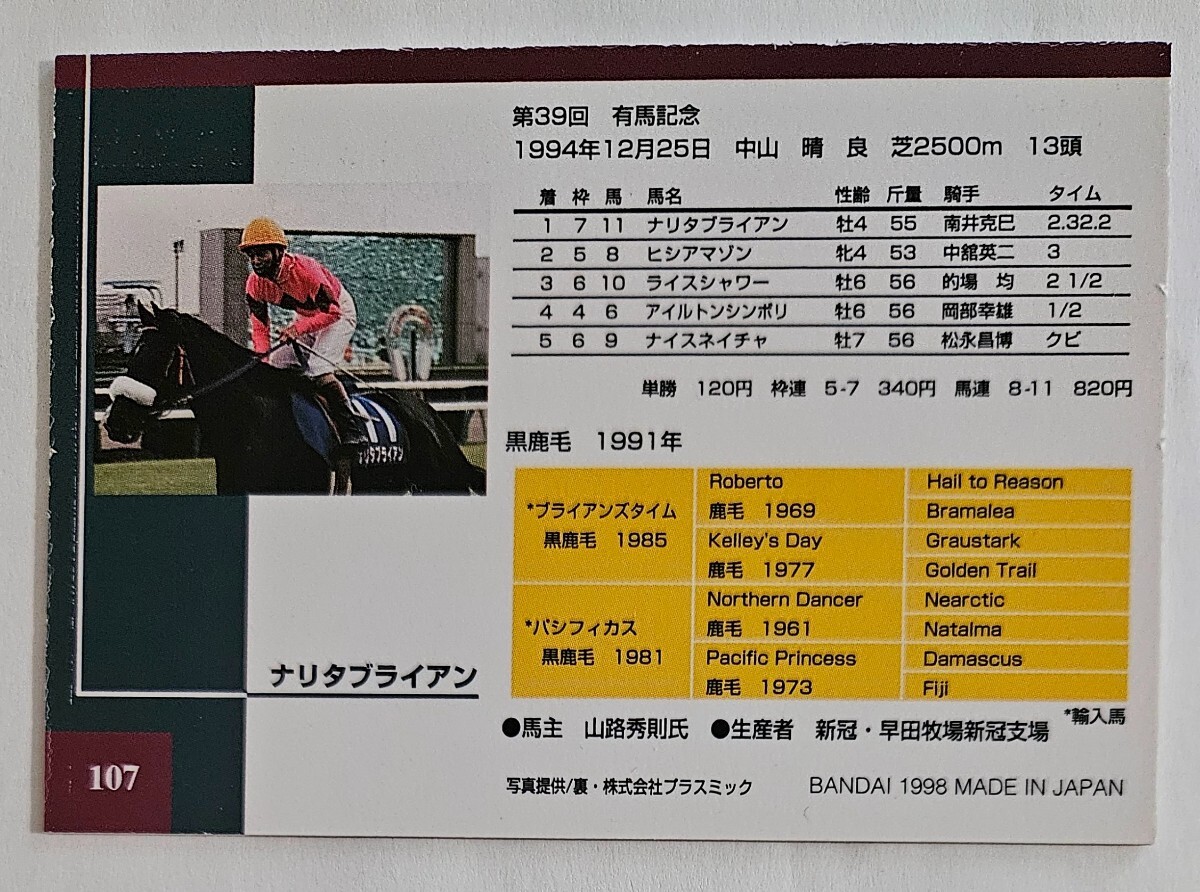 第39回 有馬記念
1994年12月25日 中山 晴 良 芝2500m 13頭
着 枠 馬 馬名 性齢 斤量 騎手 タイム
1 7 11 ナリタブライアン 牡4 55 南井克巳 2.32.2
2 5 8 ヒシアマゾン 牝4 53 中舘英二 3
3 6 10 ライスシャワー 牡6 56 的場 均 2 1/2
4 4 6 アイルトンシンボリ 牡6 56 岡部幸雄 1/2
5 6 9 ナイスネイチャ 牡7 56 松永昌博 クビ
単勝 120円 枠連 5-7 340円 馬連 8-11 820円
黒鹿毛 1991年
*ブライアンズタイム
黒鹿毛 1985
Roberto
鹿毛 1969
Kelley's Day
鹿毛 1977
Hail to Reason
Bramalea
Graustark
Golden Trail
*パシフィカス
黒鹿毛 1981
Northern Dancer
鹿毛 1961
Pacific Princess
鹿毛 1973
Nearctic
Natalma
Damascus
Fiji
*輸入馬
●馬主 山路秀則氏 ●生産者 新冠・早田牧場新冠支場
写真提供/裏・株式会社プラスミック BANDAI 1998 MADE IN JAPAN
11
ナリタブライアン
ナリタブライアン
107